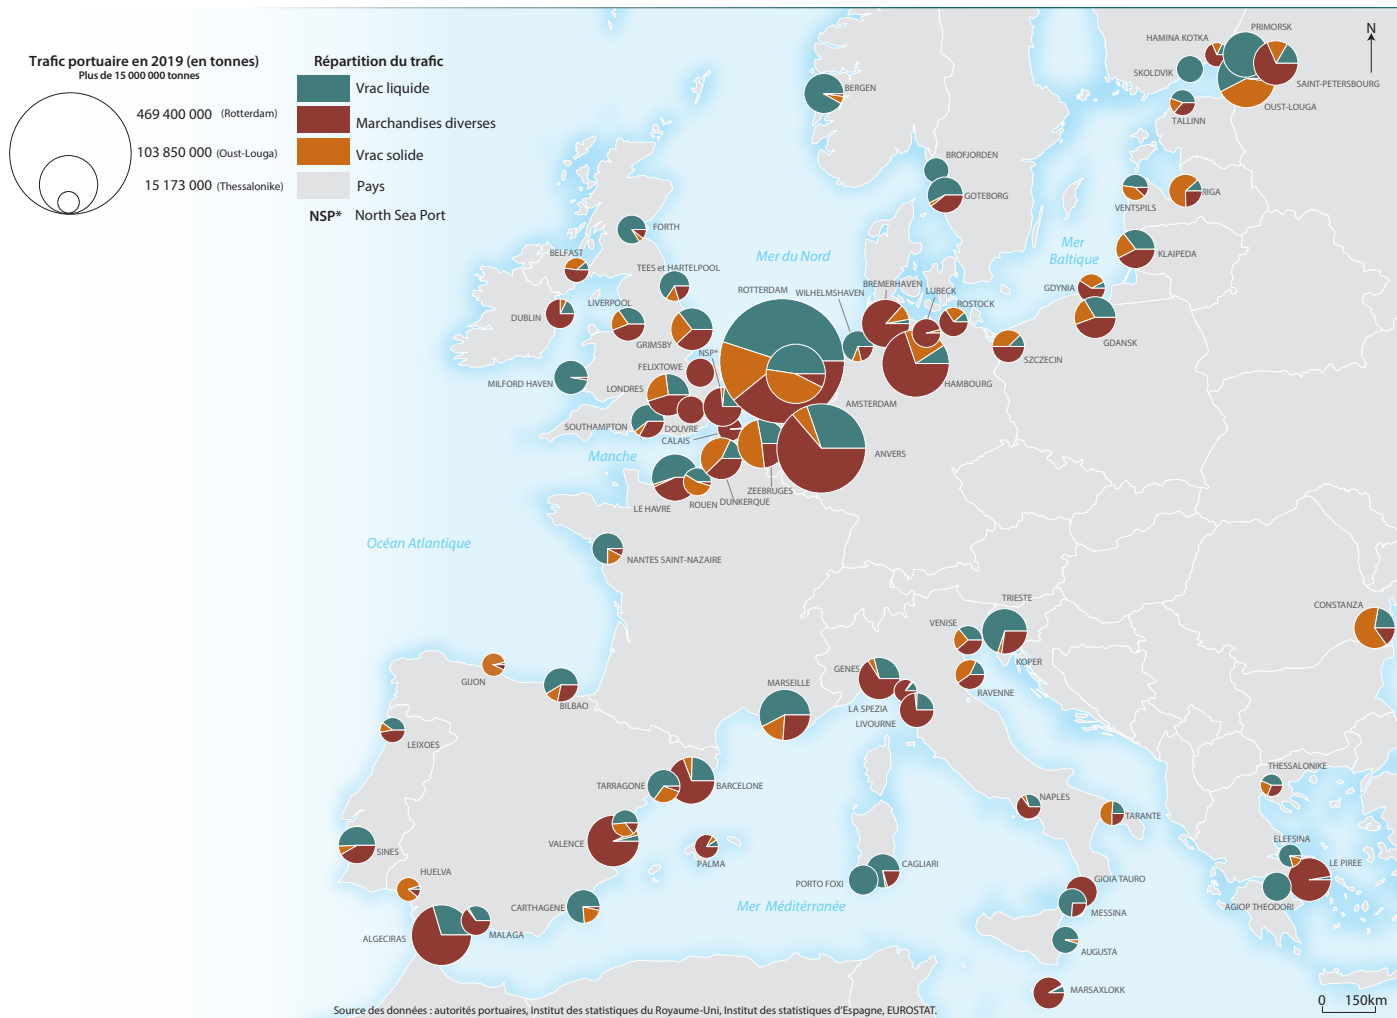 Trafic portuaire en 2019 (en tonnes)
Plus de 15 000 000 tonnes
469 400 000 (Rotterdam)
103 850 000 (Oust-Louga)
15 173 000 (Thessalonike)
Répartition du trafic
Vrac liquide
Marchandises diverses
Vrac solide
Pays
NSP* North Sea Port
N
PRIMORSK
HAMINA KOTKA
SKOLDVIK
SAINT-PETERSBOURG
OUST-LOUGA
TALLINN
BERGEN
BROFJORDEN
GOTEBORG
RIGA
VENTSPILS
KLAIPEDA
Mer
Baltique
GDYNIA
GDANSK
SZCZECIN
FORTH
BELFAST
TEES et HARTELPOOL
Mer du Nord
ROTTERDAM
WILHELMSHAVEN
BREMERHAVEN
LUBECK
ROSTOCK
HAMBOURG
DUBLIN
LIVERPOOL
GRIMSBY
NSP*
FELIXTOWE
MILFORD HAVEN
LONDRES
AMSTERDAM
SOUTHAMPTON
DOUVRE
CALAIS
Manche
ANVERS
ZEEBRUGES
DUNKERQUE
ROUEN
LE HAVRE
Océan Atlantique
NANTES SAINT-NAZAIRE
CONSTANZA
TRIESTE
VENISE
KOPER
RAVENNE
GENES
LA SPEZIA
LIVOURNE
MARSEILLE
GIJON
BILBAO
LEIXOES
TARRAGONE
BARCELONE
VALENCE
PALMA
SINES
HUELVA
CARTHAGENE
ALGECIRAS
MALAGA
Mer Méditérranée
PORTO FOXI
CAGLIARI
NAPLES
TARANTE
THESSALONIKE
ELEFSINA
LE PIREE
AGIOP THEODORI
GIOIA TAURO
MESSINA
AUGUSTA
MARSAXLOKK
0 150km
Source des données : autorités portuaires, Institut des statistiques du Royaume-Uni, Institut des statistiques d'Espagne, EUROSTAT.